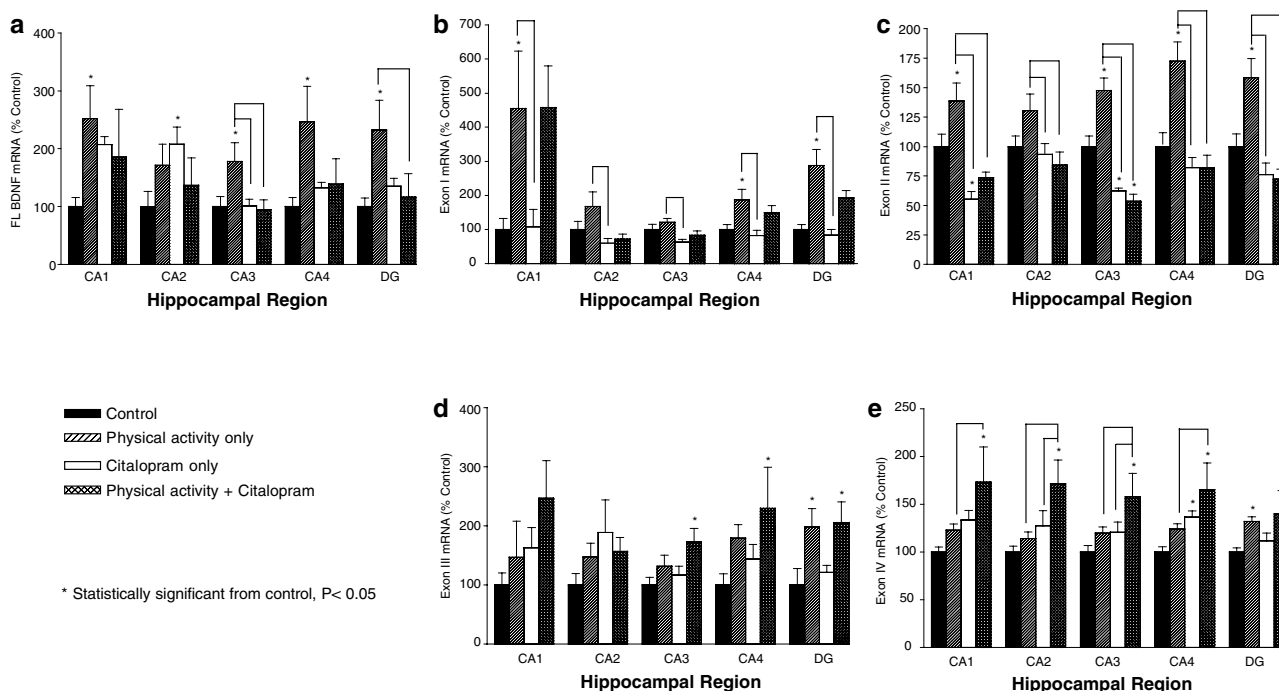 a
FL BDNF mRNA (% Control)
400
300
200
100
0
* * * * *
CA1 CA2 CA3 CA4 DG
Hippocampal Region
b
Exon I mRNA (% Control)
700
600
500
400
300
200
100
0
* * *
CA1 CA2 CA3 CA4 DG
Hippocampal Region
c
Exon II mRNA (% Control)
200
175
150
125
100
75
50
25
0
* * * * * * *
CA1 CA2 CA3 CA4 DG
Hippocampal Region
Control
Physical activity only
Citalopram only
Physical activity + Citalopram
* Statistically significant from control, P< 0.05
d
Exon III mRNA (% Control)
400
300
200
100
0
* * * *
CA1 CA2 CA3 CA4 DG
Hippocampal Region
e
Exon IV mRNA (% Control)
250
200
150
100
50
0
* * * * * *
CA1 CA2 CA3 CA4 DG
Hippocampal Region